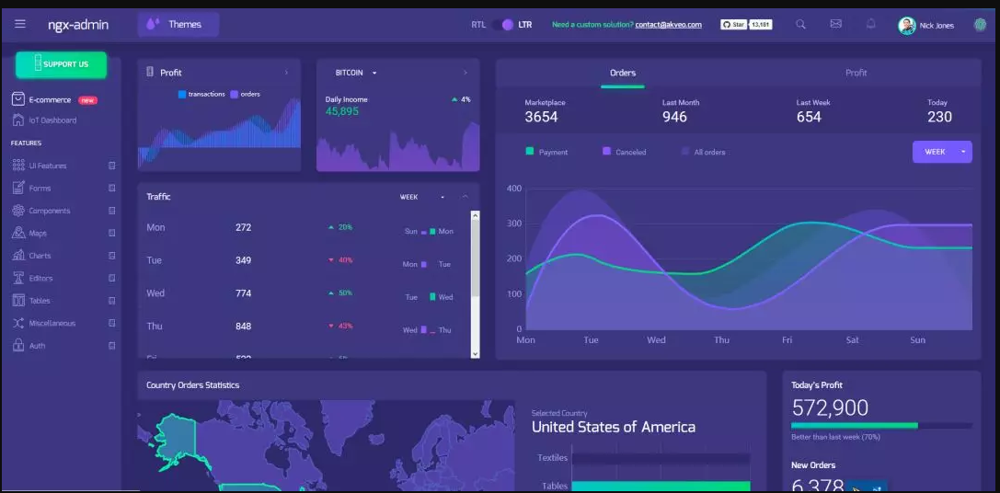 ngx-admin
Themes
RTL LTR
Need a custom solution? contact@akveo.com
Star 13,181
Nick Jones
SUPPORT US
E-commerce new
IoT Dashboard
FEATURES
UI Features
Forms
Components
Maps
Charts
Editors
Tables
Miscellaneous
Auth
Profit
transactions orders
BITCOIN
Daily Income
45,895
4%
Traffic
WEEK
Mon 272 20% Sun Mon
Tue 349 40% Mon Tue
Wed 774 50% Tue Wed
Thu 848 43% Wed Thu
Orders Profit
Marketplace Last Month Last Week Today
3654 946 654 230
Payment Canceled All orders
WEEK
400
300
200
100
0
Mon Tue Wed Thu Fri Sat Sun
Country Orders Statistics
Selected Country
United States of America
Textiles
Tables
Today's Profit
572,900
Better than last week (70%)
New Orders
6,378